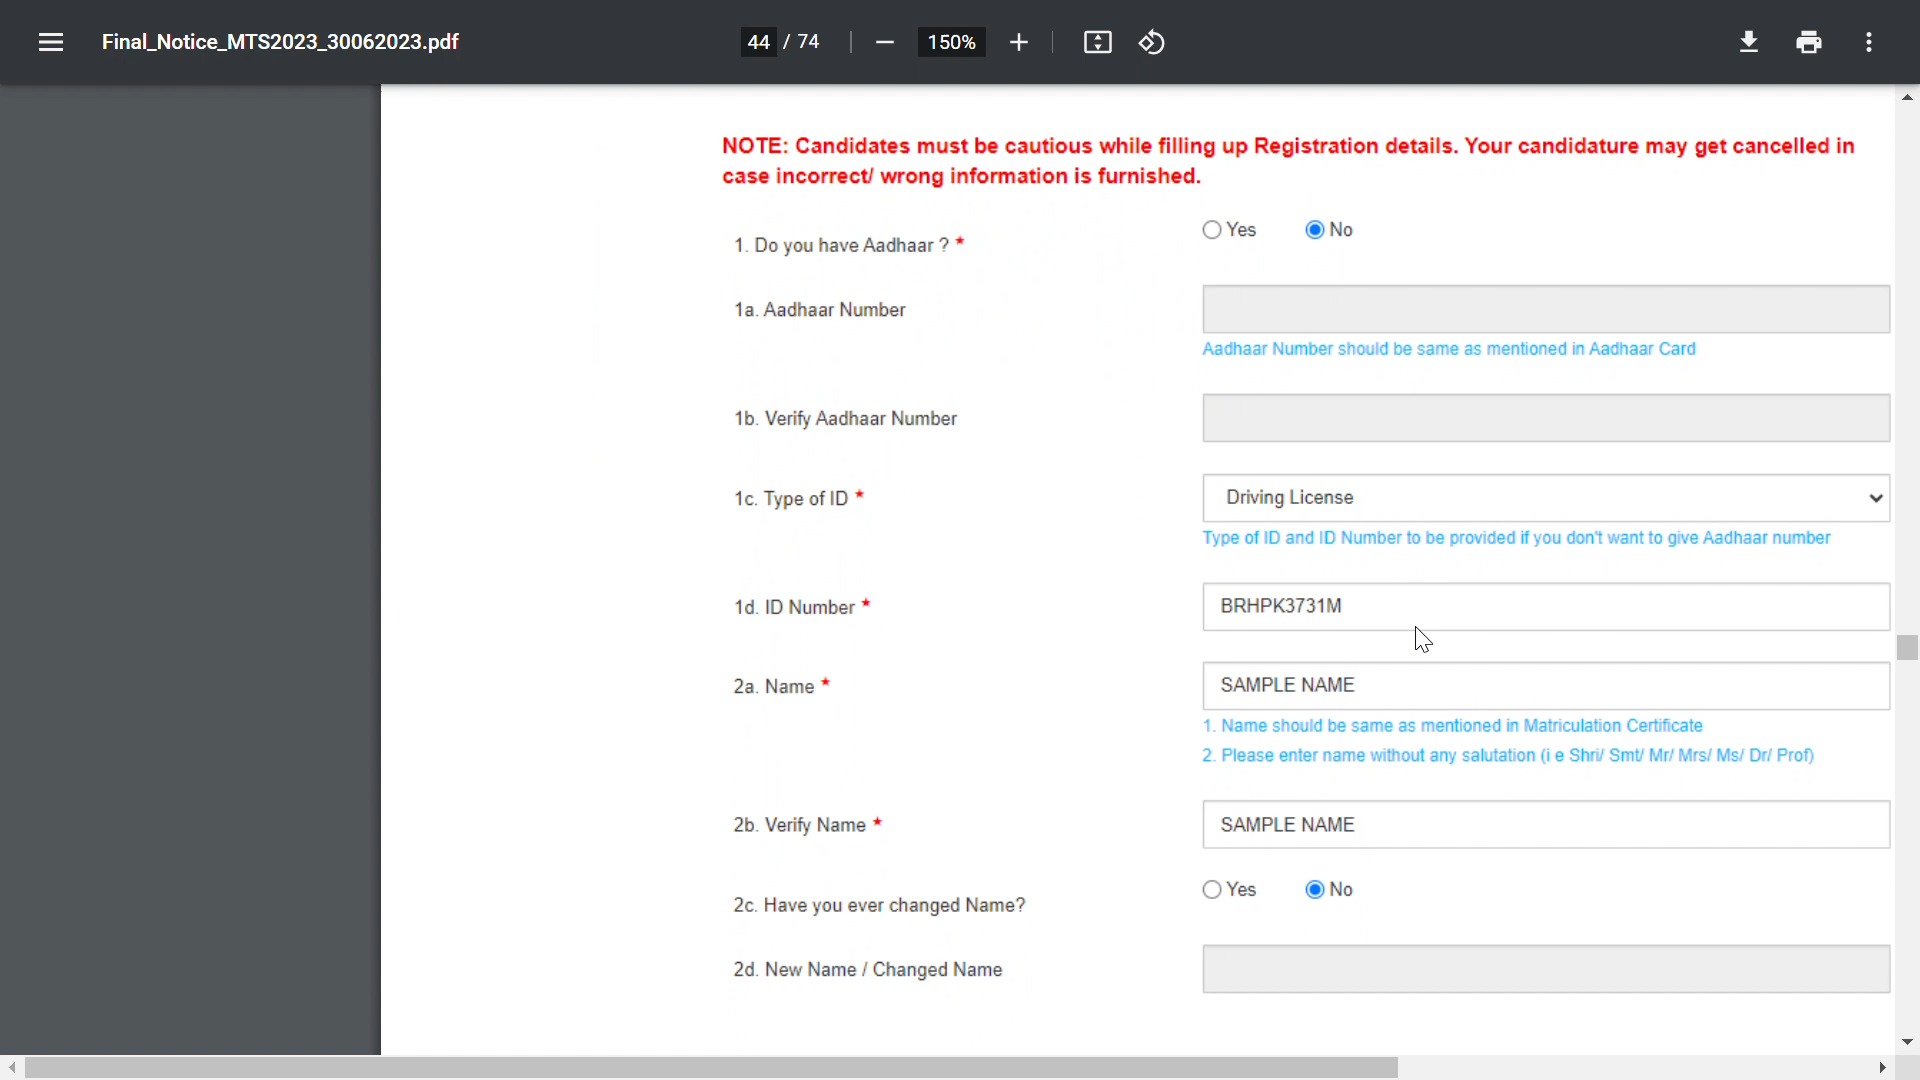 Final_Notice_MTS2023_30062023.pdf
44 / 74
150%
NOTE: Candidates must be cautious while filling up Registration details. Your candidature may get cancelled in
case incorrect/ wrong information is furnished.
1. Do you have Aadhaar ? *
Yes No
1a. Aadhaar Number
Aadhaar Number should be same as mentioned in Aadhaar Card
1b. Verify Aadhaar Number
1c. Type of ID *
Driving License
Type of ID and ID Number to be provided if you don't want to give Aadhaar number
1d. ID Number *
BRHPK3731M
2a. Name *
SAMPLE NAME
1. Name should be same as mentioned in Matriculation Certificate
2. Please enter name without any salutation (i e Shri/ Smt/ Mr/ Mrs/ Ms/ Dr/ Prof)
2b. Verify Name *
SAMPLE NAME
2c. Have you ever changed Name?
Yes No
2d. New Name / Changed Name